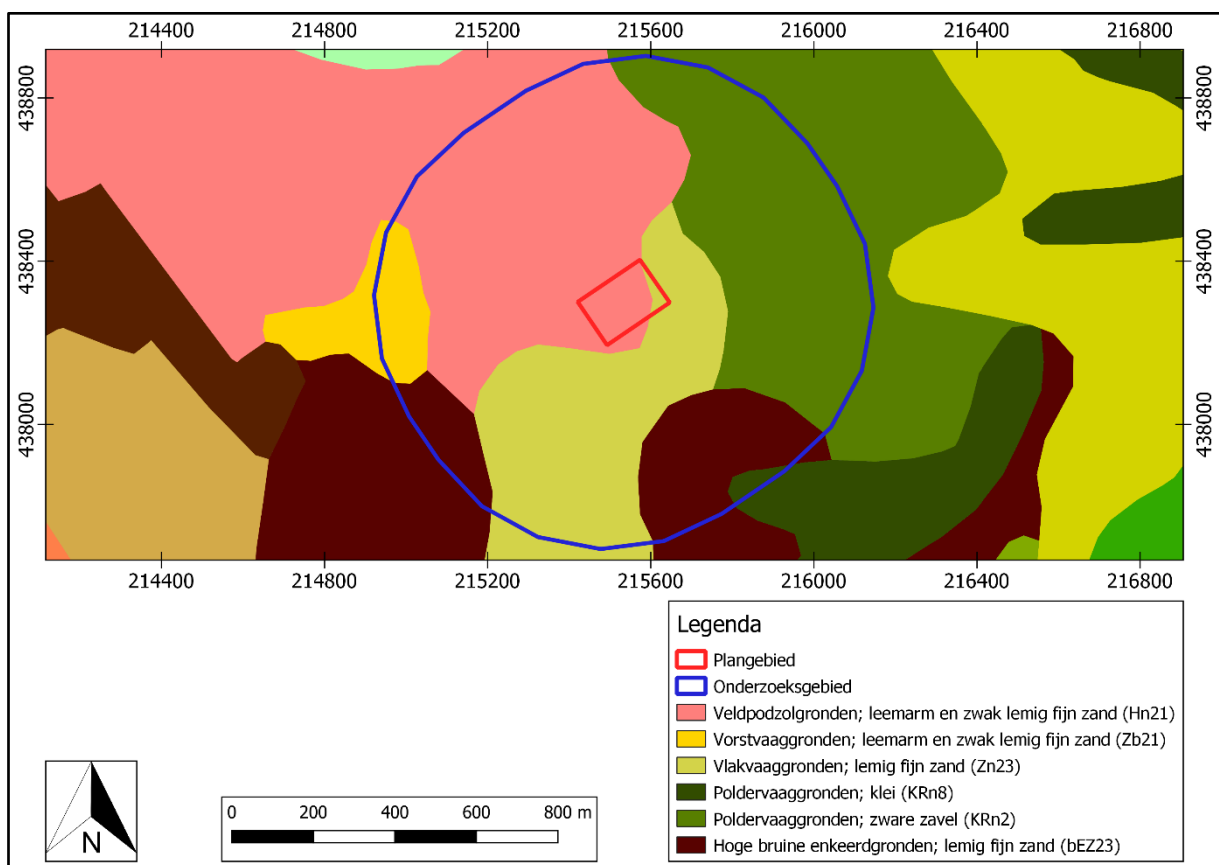 214400 214800 215200 215600 216000 216400 216800
438800 438800
438400 438400
438000 438000
214400 214800 215200 215600 216000 216400 216800
Legenda
Plangebied
Onderzoeksgebied
Veldpodzolgronden; leemarm en zwak lemig fijn zand (Hn21)
Vorstvaaggronden; leemarm en zwak lemig fijn zand (Zb21)
Vlakvaaggronden; lemig fijn zand (Zn23)
Poldervaaggronden; klei (KRn8)
Poldervaaggronden; zware zavel (KRn2)
Hoge bruine enkeerdgronden; lemig fijn zand (bEZ23)
N
0 200 400 600 800 m